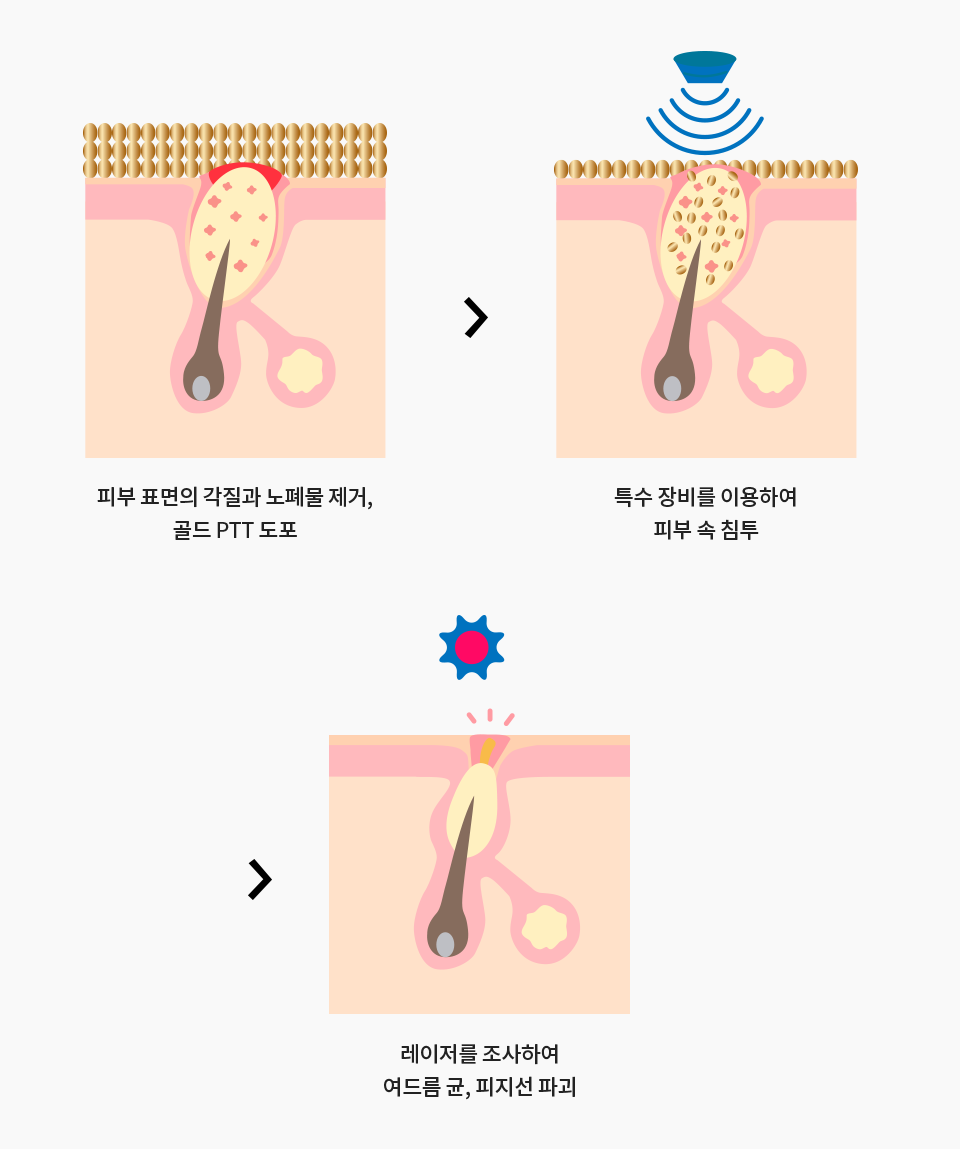 피부 표면의 각질과 노폐물 제거,
골드 PTT 도포
특수 장비를 이용하여
피부 속 침투
레이저를 조사하여
여드름 균, 피지선 파괴